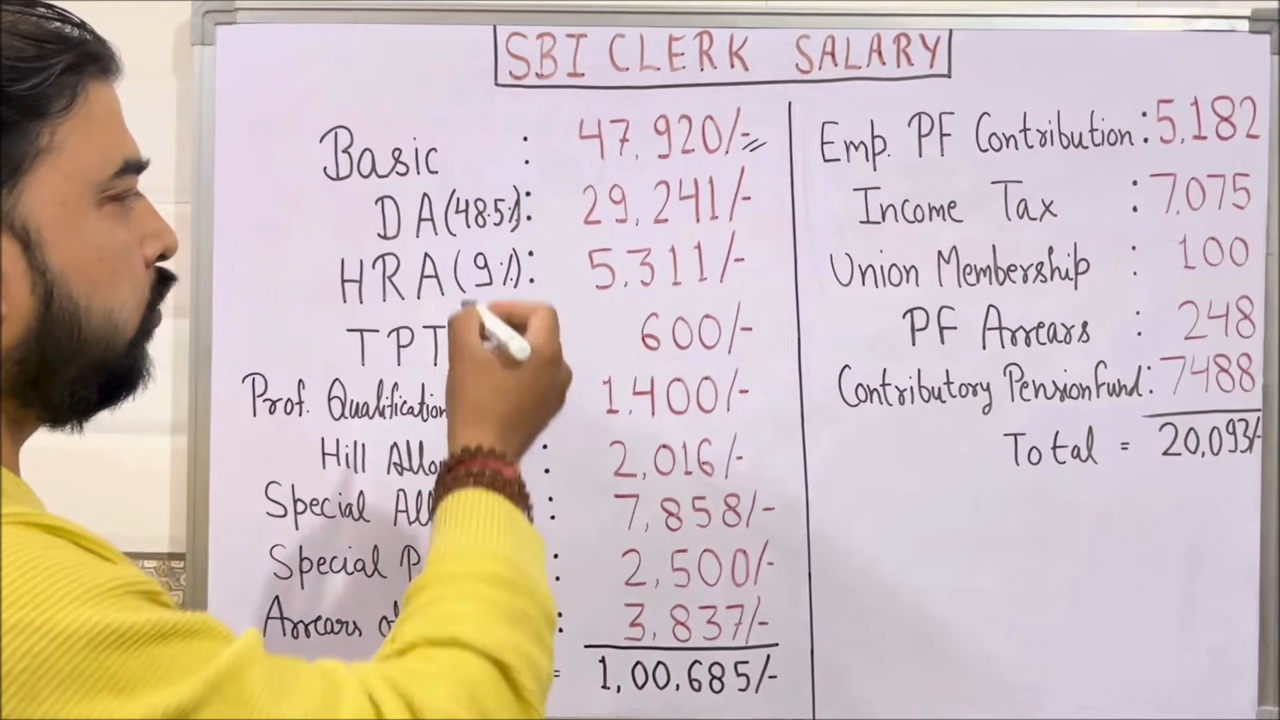 SBI CLERK SALARY
Basic : 47,920/-
DA(48.5%): 29,241/-
HRA(9%): 5,311/-
TPT 600/-
Prof. Qualification 1,400/-
Hill : 2,016/-
Special : 7,858/-
Special : 2,500/-
Arrears : 3,837/-
= 1,00,685/-
Emp. PF Contribution: 5,182
Income Tax : 7,075
Union Membership : 100
PF Arrears : 248
Contributory Pension Fund: 7488
Total = 20,093/-